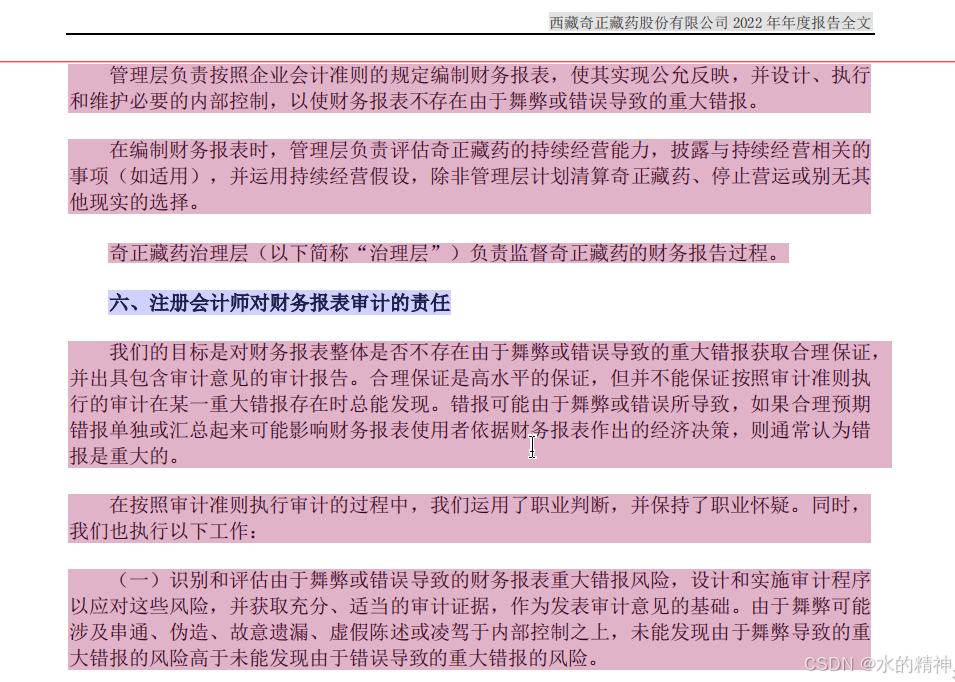 西藏奇正藏药股份有限公司 2022 年年度报告全文
管理层负责按照企业会计准则的规定编制财务报表，使其实现公允反映，并设计、执行
和维护必要的内部控制，以使财务报表不存在由于舞弊或错误导致的重大错报。
在编制财务报表时，管理层负责评估奇正藏药的持续经营能力，披露与持续经营相关的
事项（如适用），并运用持续经营假设，除非管理层计划清算奇正藏药、停止营运或别无其
他现实的选择。
奇正藏药治理层（以下简称“治理层”）负责监督奇正藏药的财务报告过程。
六、注册会计师对财务报表审计的责任
我们的目标是对财务报表整体是否不存在由于舞弊或错误导致的重大错报获取合理保证，
并出具包含审计意见的审计报告。合理保证是高水平的保证，但并不能保证按照审计准则执
行的审计在某一重大错报存在时总能发现。错报可能由于舞弊或错误所导致，如果合理预期
错报单独或汇总起来可能影响财务报表使用者依据财务报表作出的经济决策，则通常认为错
报是重大的。
在按照审计准则执行审计的过程中，我们运用了职业判断，并保持了职业怀疑。同时，
我们也执行以下工作：
（一）识别和评估由于舞弊或错误导致的财务报表重大错报风险，设计和实施审计程序
以应对这些风险，并获取充分、适当的审计证据，作为发表审计意见的基础。由于舞弊可能
涉及串通、伪造、故意遗漏、虚假陈述或凌驾于内部控制之上，未能发现由于舞弊导致的重
大错报的风险高于未能发现由于错误导致的重大错报的风险。
CSDN @水的精神